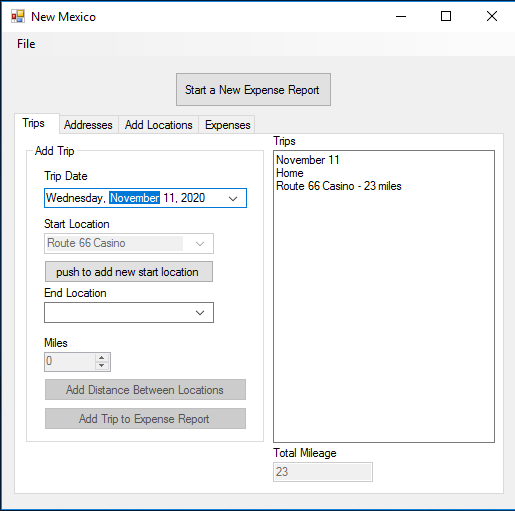 New Mexico
File
Start a New Expense Report
Trips
Addresses
Add Locations
Expenses
Add Trip
Trip Date
Wednesday, November 11, 2020
Start Location
Route 66 Casino
push to add new start location
End Location
Miles
0
Add Distance Between Locations
Add Trip to Expense Report
Trips
November 11
Home
Route 66 Casino - 23 miles
Total Mileage
23